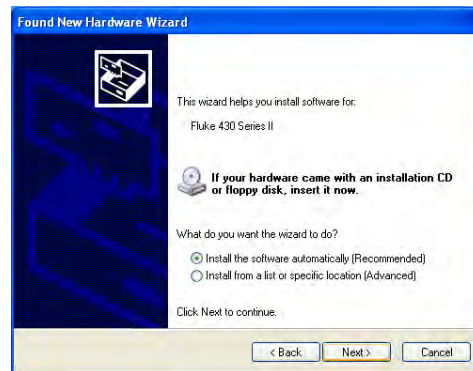 Found New Hardware Wizard
This wizard helps you install software for:
Fluke 430 Series II
If your hardware came with an installation CD
or floppy disk, insert it now.
What do you want the wizard to do?
Install the software automatically (Recommended)
Install from a list or specific location (Advanced)
Click Next to continue.
< Back Next > Cancel